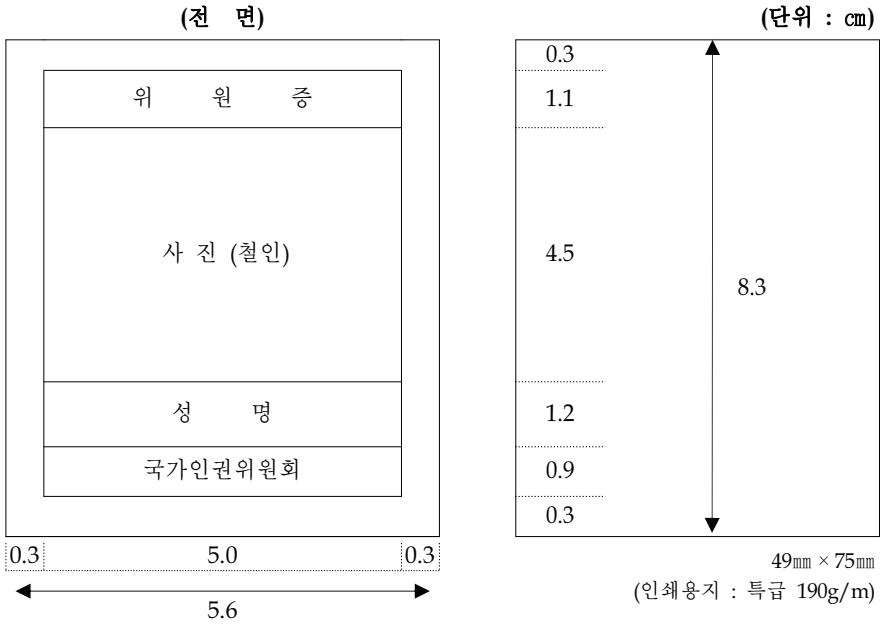 (전 면)
(단위 : ㎝)
위 원 증
사 진 (철인)
성 명
국가인권위원회
0.3
5.0
0.3
5.6
0.3
1.1
4.5
8.3
1.2
0.9
0.3
49㎜ × 75㎜
(인쇄용지 : 특급 190g/m)